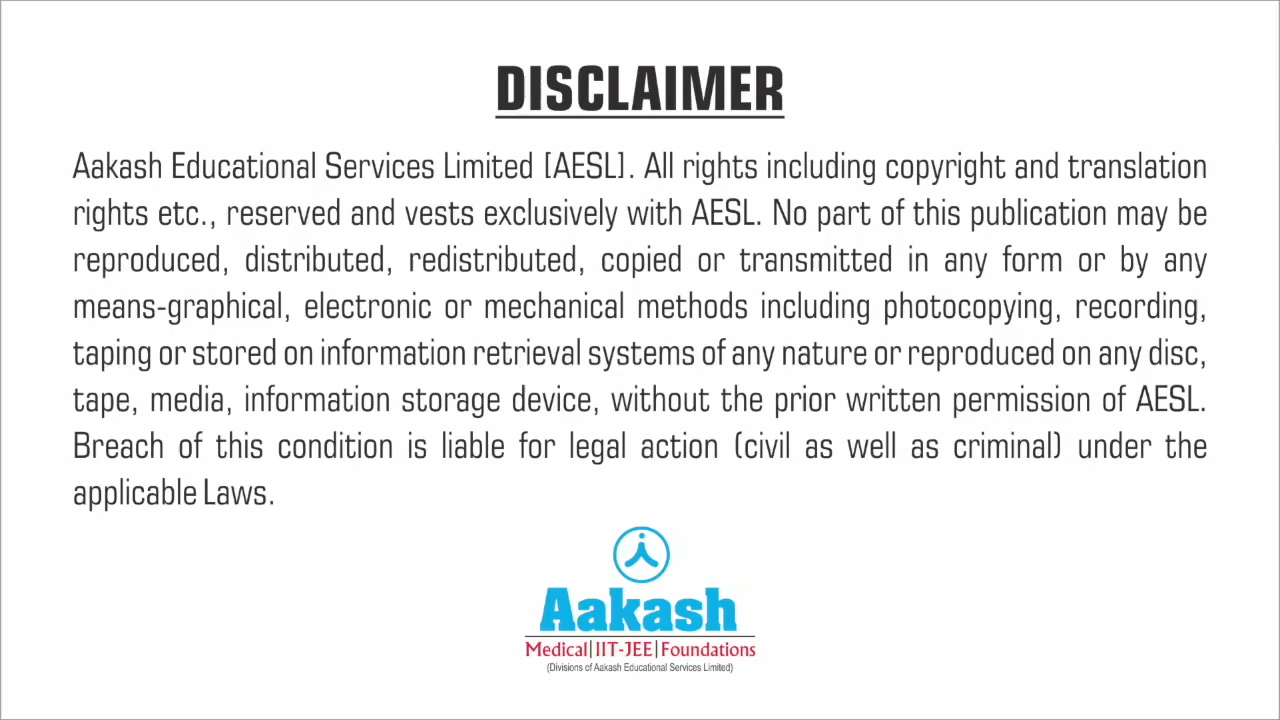 DISCLAIMER
Aakash Educational Services Limited [AESL]. All rights including copyright and translation
rights etc., reserved and vests exclusively with AESL. No part of this publication may be
reproduced, distributed, redistributed, copied or transmitted in any form or by any
means-graphical, electronic or mechanical methods including photocopying, recording,
taping or stored on information retrieval systems of any nature or reproduced on any disc,
tape, media, information storage device, without the prior written permission of AESL.
Breach of this condition is liable for legal action (civil as well as criminal) under the
applicable Laws.
Aakash
Medical|IIT-JEE|Foundations
(Divisions of Aakash Educational Services Limited)